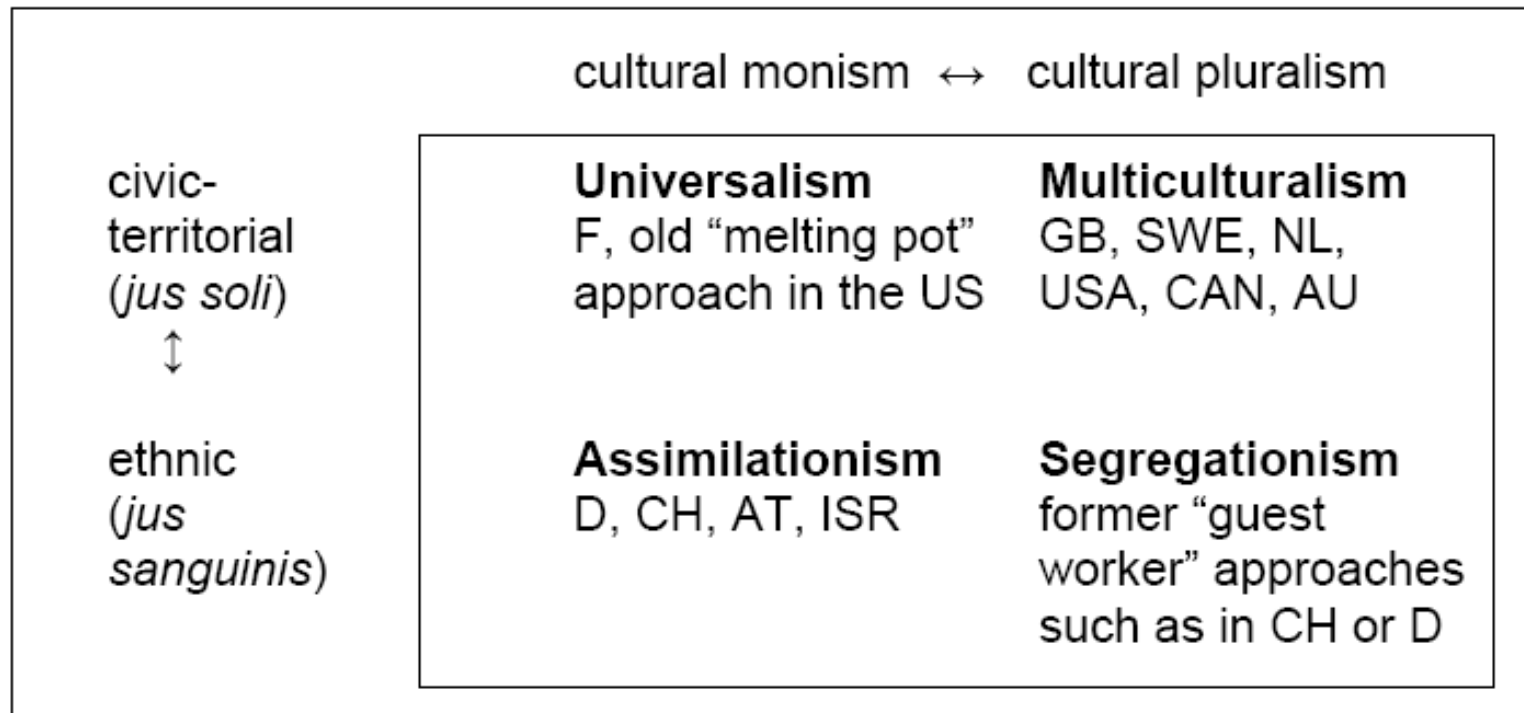 cultural monism ↔ cultural pluralism
civic-
territorial
(jus soli)
↕
Universalism
F, old “melting pot”
approach in the US
Multiculturalism
GB, SWE, NL,
USA, CAN, AU
ethnic
(jus
sanguinis)
Assimilationism
D, CH, AT, ISR
Segregationism
former “guest
worker” approaches
such as in CH or D